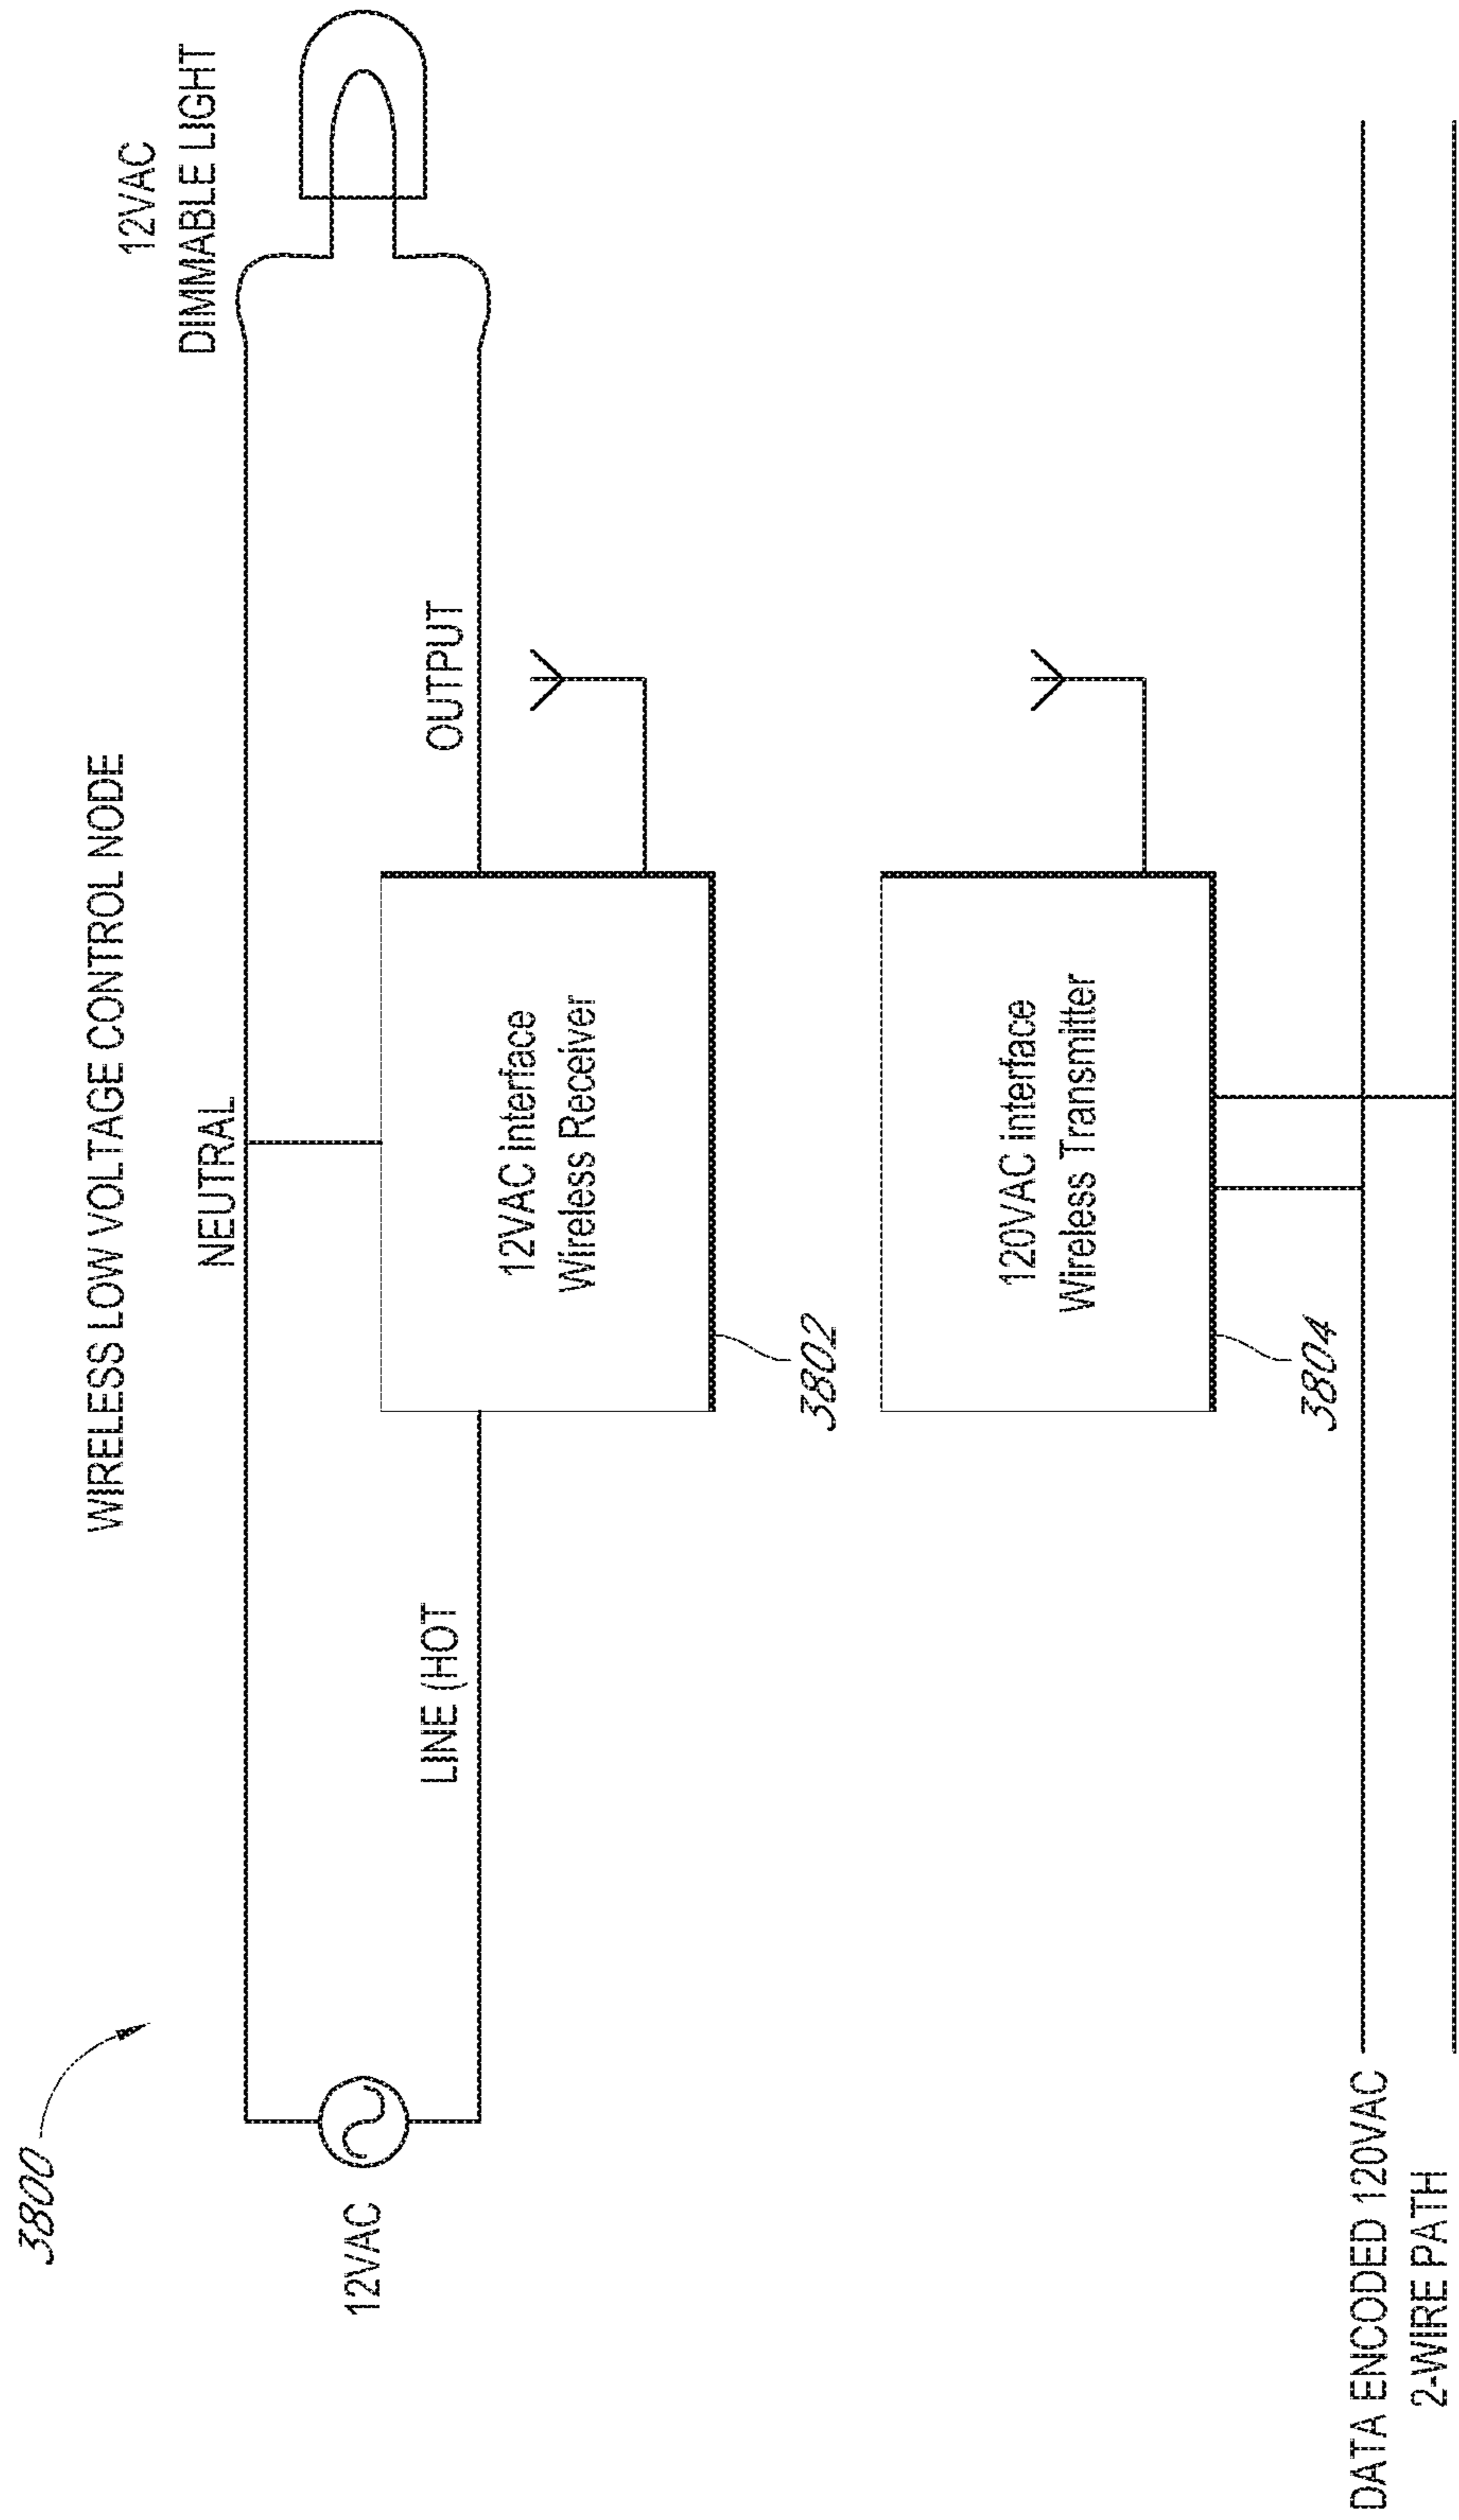 3800
WIRELESS LOW VOLTAGE CONTROL NODE
12VAC
DIMMABLE LIGHT
NEUTRAL
12VAC
LINE (HOT
OUTPUT
12VAC Interface
Wireless Receiver
3802
120VAC Interface
Wireless Transmitter
3804
DATA ENCODED 120VAC
2-WIRE PATH